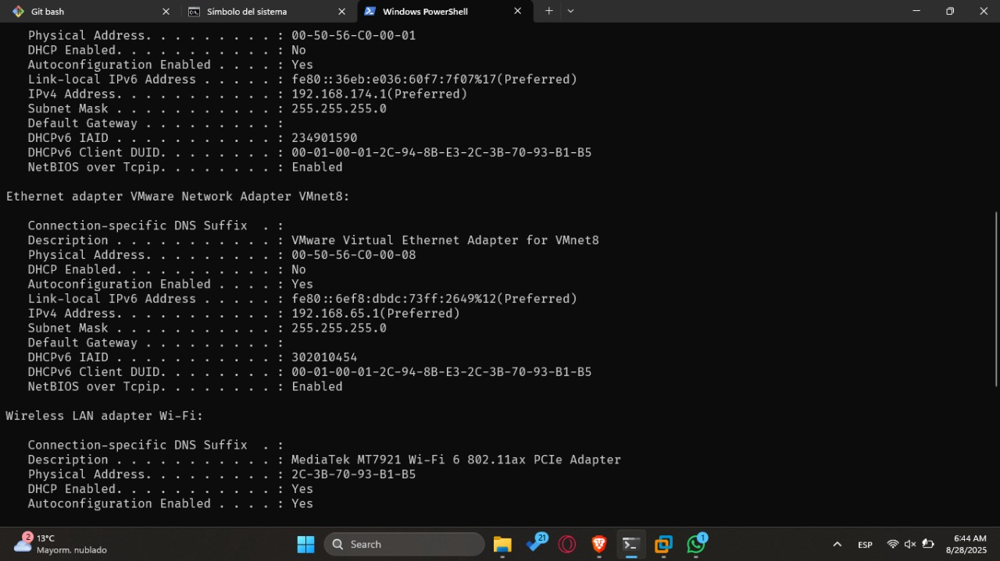 Git bash
Símbolo del sistema
Windows PowerShell
Physical Address. . . . . . . . . . : 00-50-56-C0-00-01
DHCP Enabled. . . . . . . . . . . : No
Autoconfiguration Enabled . . . . : Yes
Link-local IPv6 Address . . . . . : fe80::36eb:e036:60f7:7f07%17(Preferred)
IPv4 Address. . . . . . . . . . . : 192.168.174.1(Preferred)
Subnet Mask . . . . . . . . . . . : 255.255.255.0
Default Gateway . . . . . . . . . :
DHCPv6 IAID . . . . . . . . . . . : 234901590
DHCPv6 Client DUID. . . . . . . . : 00-01-00-01-2C-94-8B-E3-2C-3B-70-93-B1-B5
NetBIOS over Tcpip. . . . . . . . : Enabled
Ethernet adapter VMware Network Adapter VMnet8:
Connection-specific DNS Suffix  . :
Description . . . . . . . . . . . : VMware Virtual Ethernet Adapter for VMnet8
Physical Address. . . . . . . . . : 00-50-56-C0-00-08
DHCP Enabled. . . . . . . . . . . : No
Autoconfiguration Enabled . . . . : Yes
Link-local IPv6 Address . . . . . : fe80::6ef8:dbdc:73ff:2649%12(Preferred)
IPv4 Address. . . . . . . . . . . : 192.168.65.1(Preferred)
Subnet Mask . . . . . . . . . . . : 255.255.255.0
Default Gateway . . . . . . . . . :
DHCPv6 IAID . . . . . . . . . . . : 302010454
DHCPv6 Client DUID. . . . . . . . : 00-01-00-01-2C-94-8B-E3-2C-3B-70-93-B1-B5
NetBIOS over Tcpip. . . . . . . . : Enabled
Wireless LAN adapter Wi-Fi:
Connection-specific DNS Suffix  . :
Description . . . . . . . . . . . : MediaTek MT7921 Wi-Fi 6 802.11ax PCIe Adapter
Physical Address. . . . . . . . . : 2C-3B-70-93-B1-B5
DHCP Enabled. . . . . . . . . . . : Yes
Autoconfiguration Enabled . . . . : Yes
2
13°C
Mayorm. nublado
Search
21
1
ESP
6:44 AM
8/28/2025